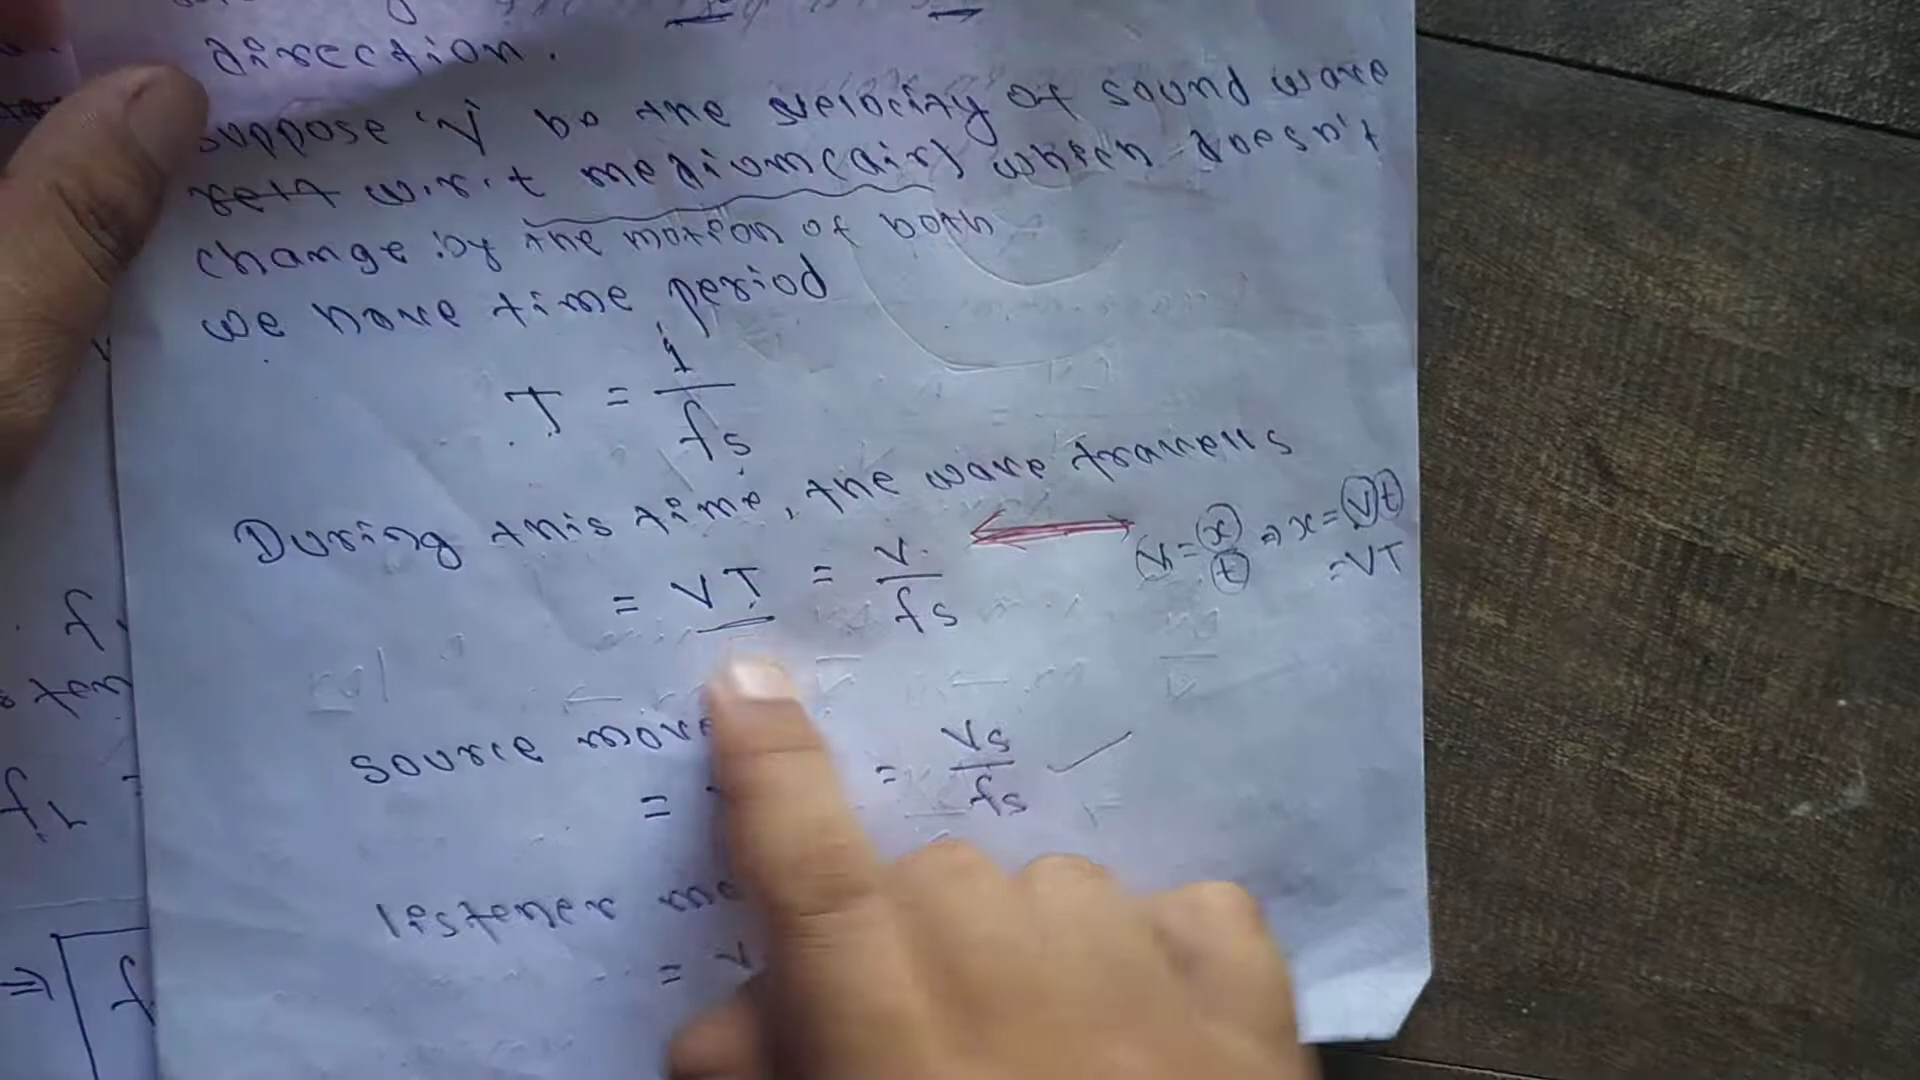 direction.
suppose 'v' be the velocity of sound wave
w.r.t medium(air) which doesn't
change by the motion of both
we have time period
T = 1/fs
During this time, the wave travells
= VT = V/fs
V = x/t ⇒ x = Vt
= VT
source move
= Vs/fs ✓
listener mo
= v
f
f
⇒ f